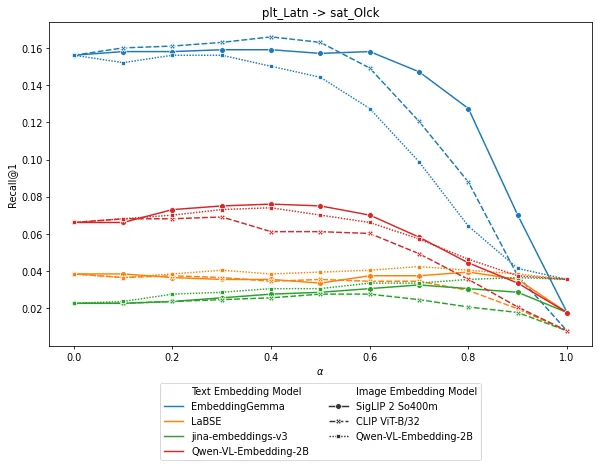 plt_Latn -> sat_Olck
Recall@1
0.16
0.14
0.12
0.10
0.08
0.06
0.04
0.02
0.0 0.2 0.4 0.6 0.8 1.0
α
Text Embedding Model Image Embedding Model
EmbeddingGemma SigLIP 2 So400m
LaBSE CLIP ViT-B/32
jina-embeddings-v3 Qwen-VL-Embedding-2B
Qwen-VL-Embedding-2B